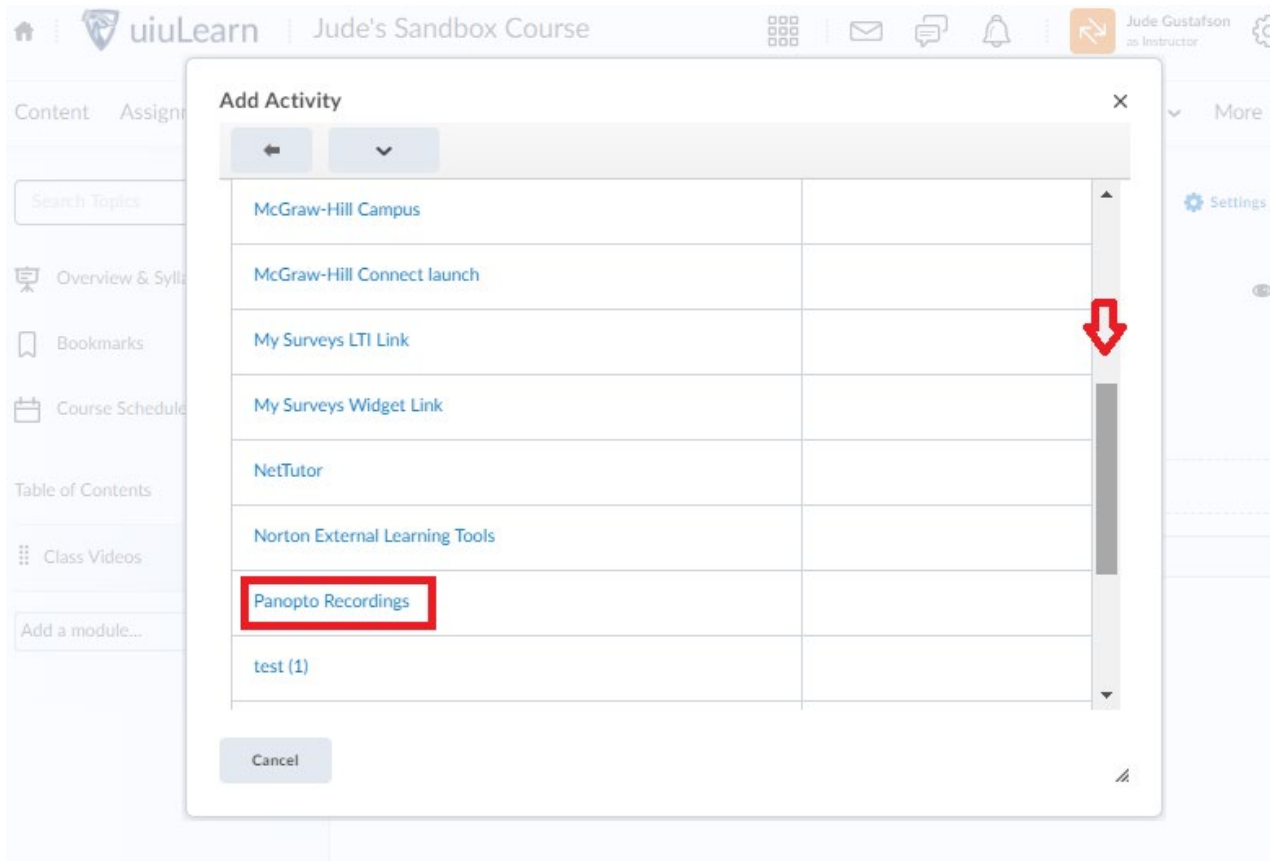 uiuLearn
Jude's Sandbox Course
Jude Gustafson
as Instructor
Add Activity
Content
More
Search Topics
Settings
McGraw-Hill Campus
McGraw-Hill Connect launch
Overview & Sylla
My Surveys LTI Link
Bookmarks
My Surveys Widget Link
Course Schedule
NetTutor
Table of Contents
Norton External Learning Tools
Class Videos
Panopto Recordings
Add a module...
test (1)
Cancel